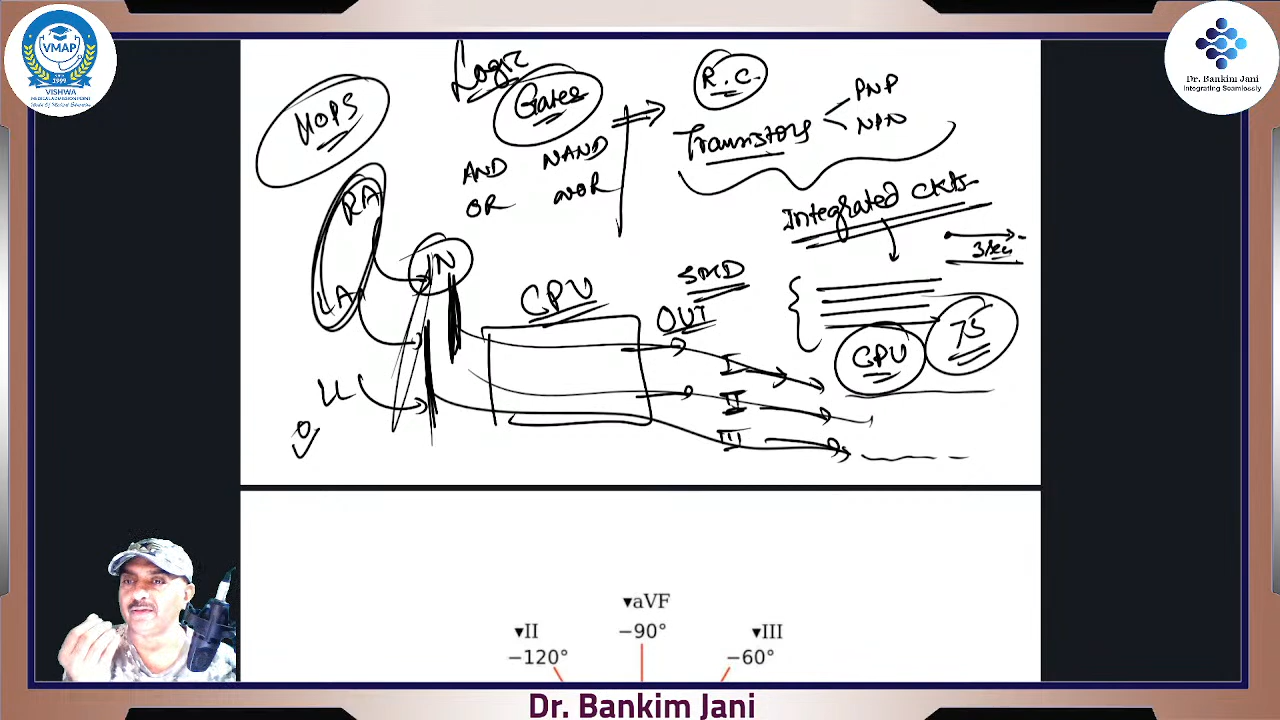 VMAP
1999
VISHWA
Dr. Bankim Jani
Integrating Seamlessly
Logic
Gates
MOPS
AND NAND
OR NOR
R.C.
Transistors
PNP
NPN
Integrated CKts
3 sec
RA
LA
LL
IN
CPU
SMD
OUT
I
II
III
CPU
TS
▾aVF
▾II −90° ▾III
−120° −60°
Dr. Bankim Jani